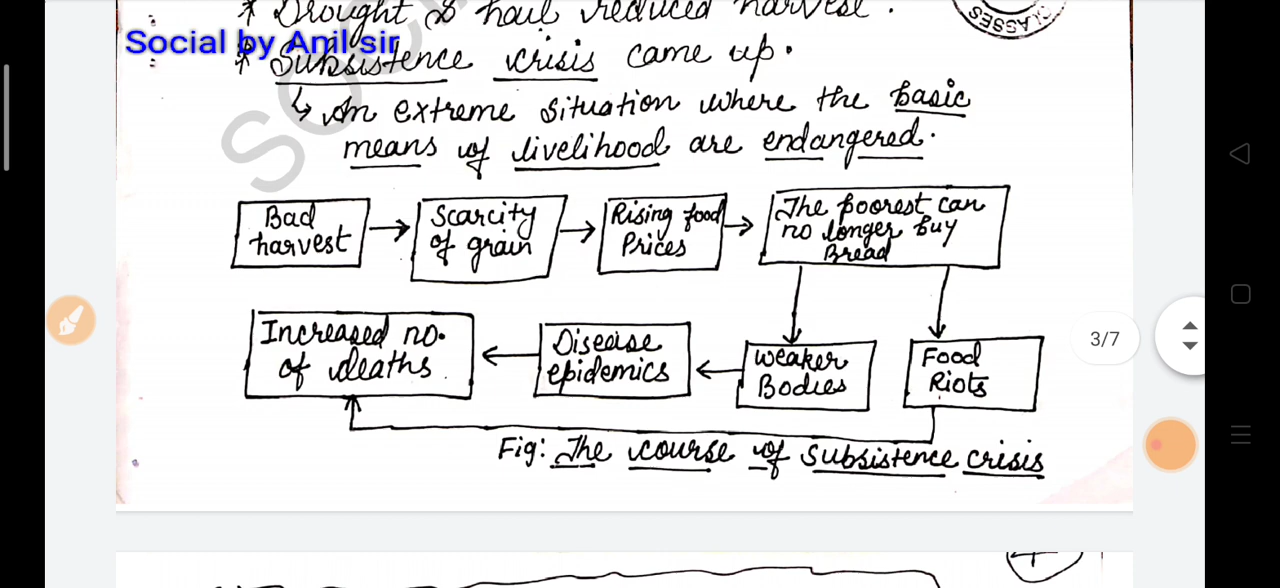 * Drought & hail reduced harvest.
CLASSES
Social by Anil sir
* Subsistence crisis came up.
↳ An extreme situation where the basic
means of livelihood are endangered.
Bad
harvest
Scarcity
of grain
Rising food
Prices
The poorest can
no longer buy
Bread
Increased no.
of deaths.
Disease
epidemics
Weaker
Bodies
Food
Riots
3/7
Fig: The course of subsistence crisis